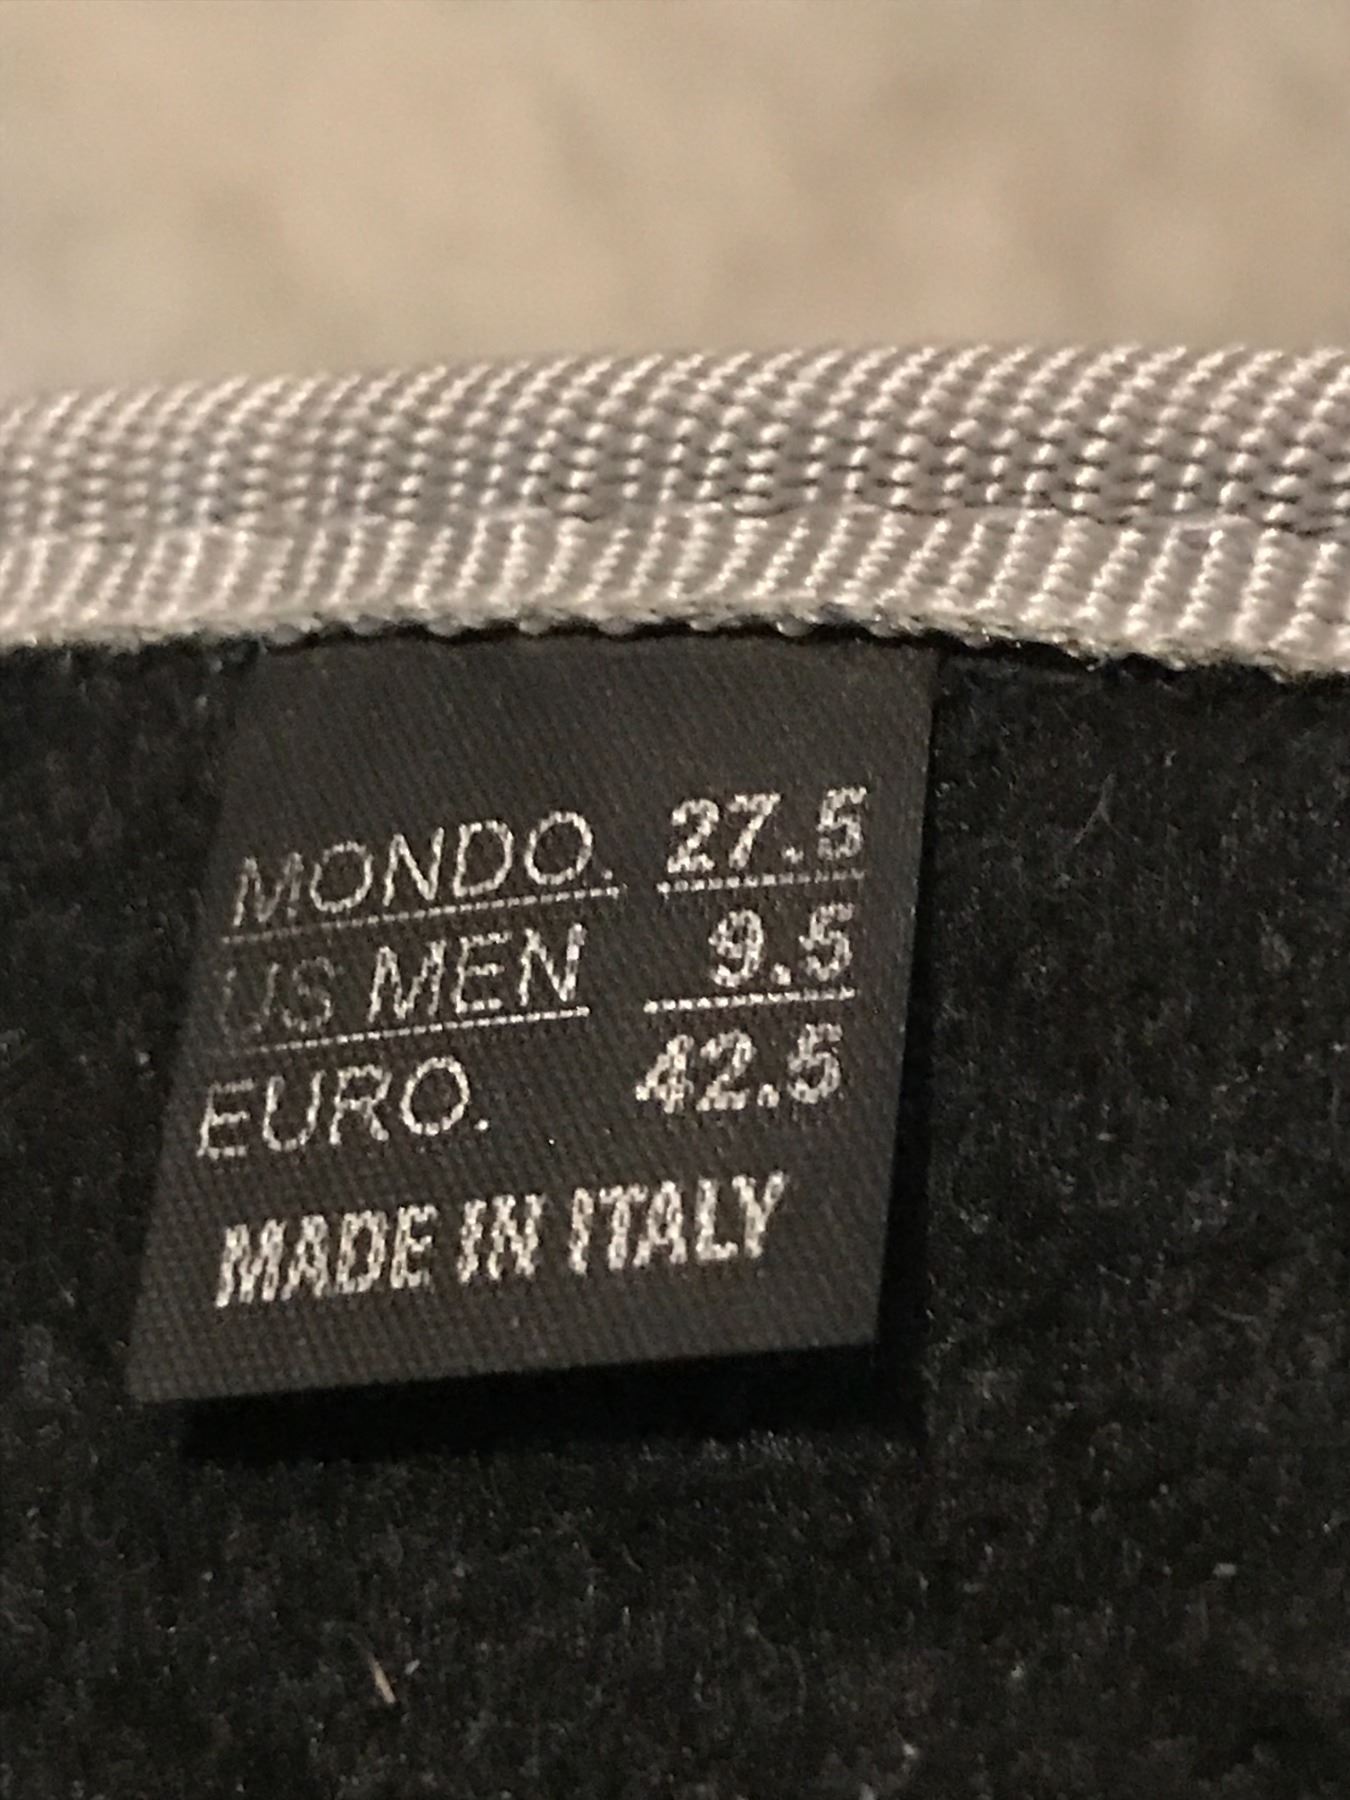 MONDO. 27.5
US MEN 9.5
EURO. 42.5
MADE IN ITALY